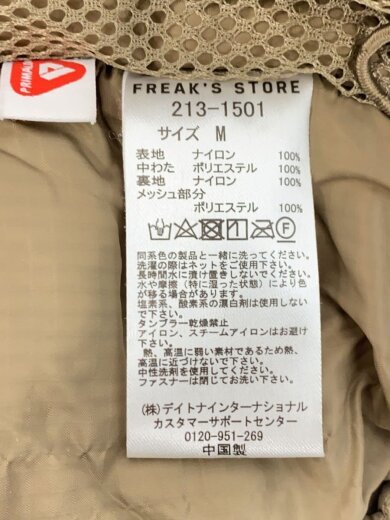 PRIMALOFT
FREAK'S STORE
213-1501
サイズ M
表地 ナイロン 100%
中わた ポリエステル 100%
裏地 ナイロン 100%
メッシュ部分
ポリエステル 100%
同系色の製品と一緒に洗ってください。
洗濯の際はネットをご使用ください。
長時間水に漬け置きしないでください。
水や摩擦(特に湿った状態)により色
が移る場合があります。
塩素系、酸素系の漂白剤は使用しない
で下さい。
タンブラー乾燥禁止
アイロン、スチームアイロンはお避け
下さい。
熱、高温に弱い素材であるため熱、
高温に近づけないで下さい。
中性洗剤を使用してください。
ファスナーは閉じてお洗い下さい。
(株)デイトナインターナショナル
カスタマーサポートセンター
0120-951-269
中国製